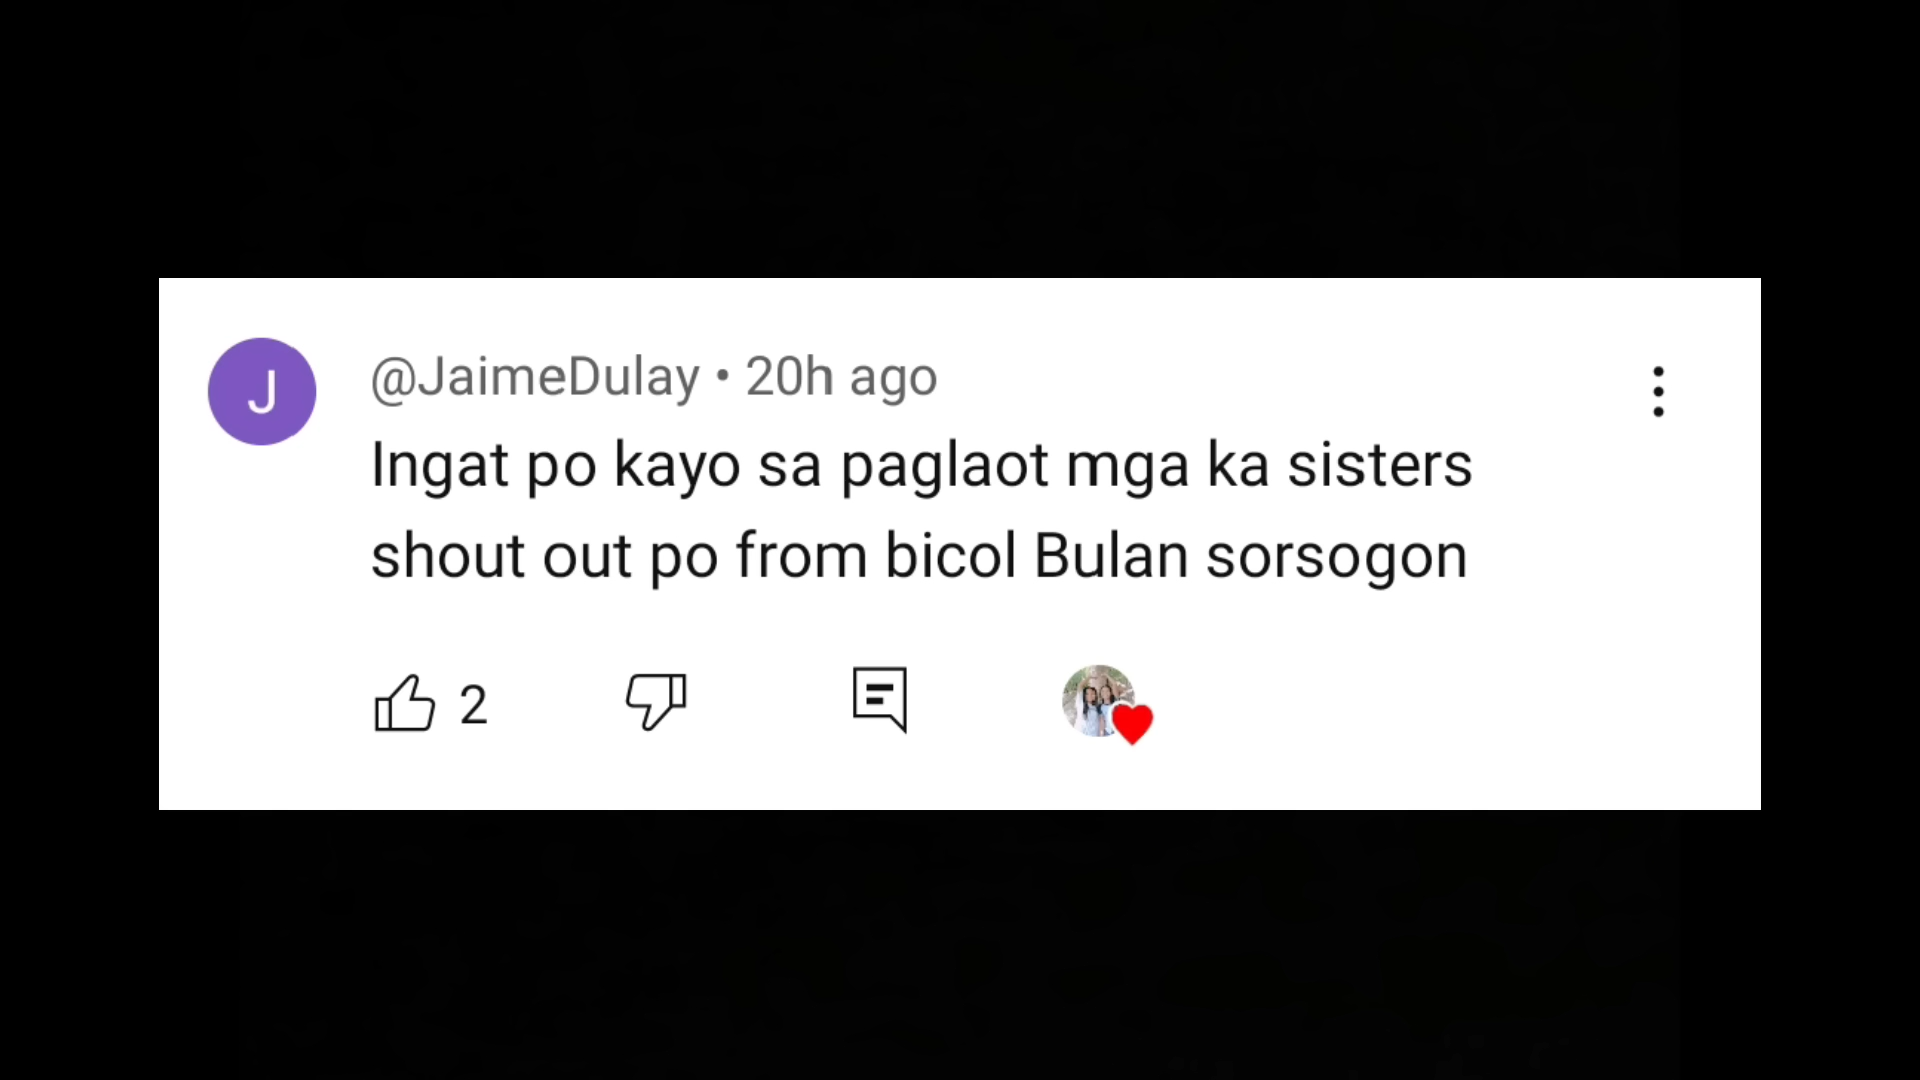 J
@JaimeDulay • 20h ago
Ingat po kayo sa paglaot mga ka sisters
shout out po from bicol Bulan sorsogon
2